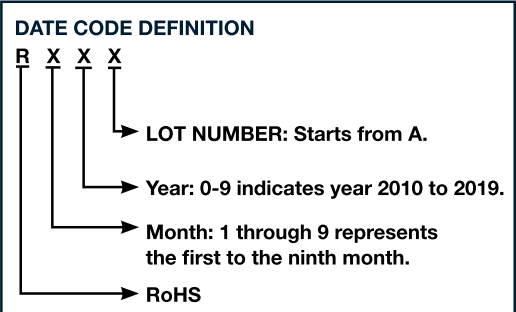 DATE CODE DEFINITION
R X X X
LOT NUMBER: Starts from A.
Year: 0-9 indicates year 2010 to 2019.
Month: 1 through 9 represents
the first to the ninth month.
RoHS